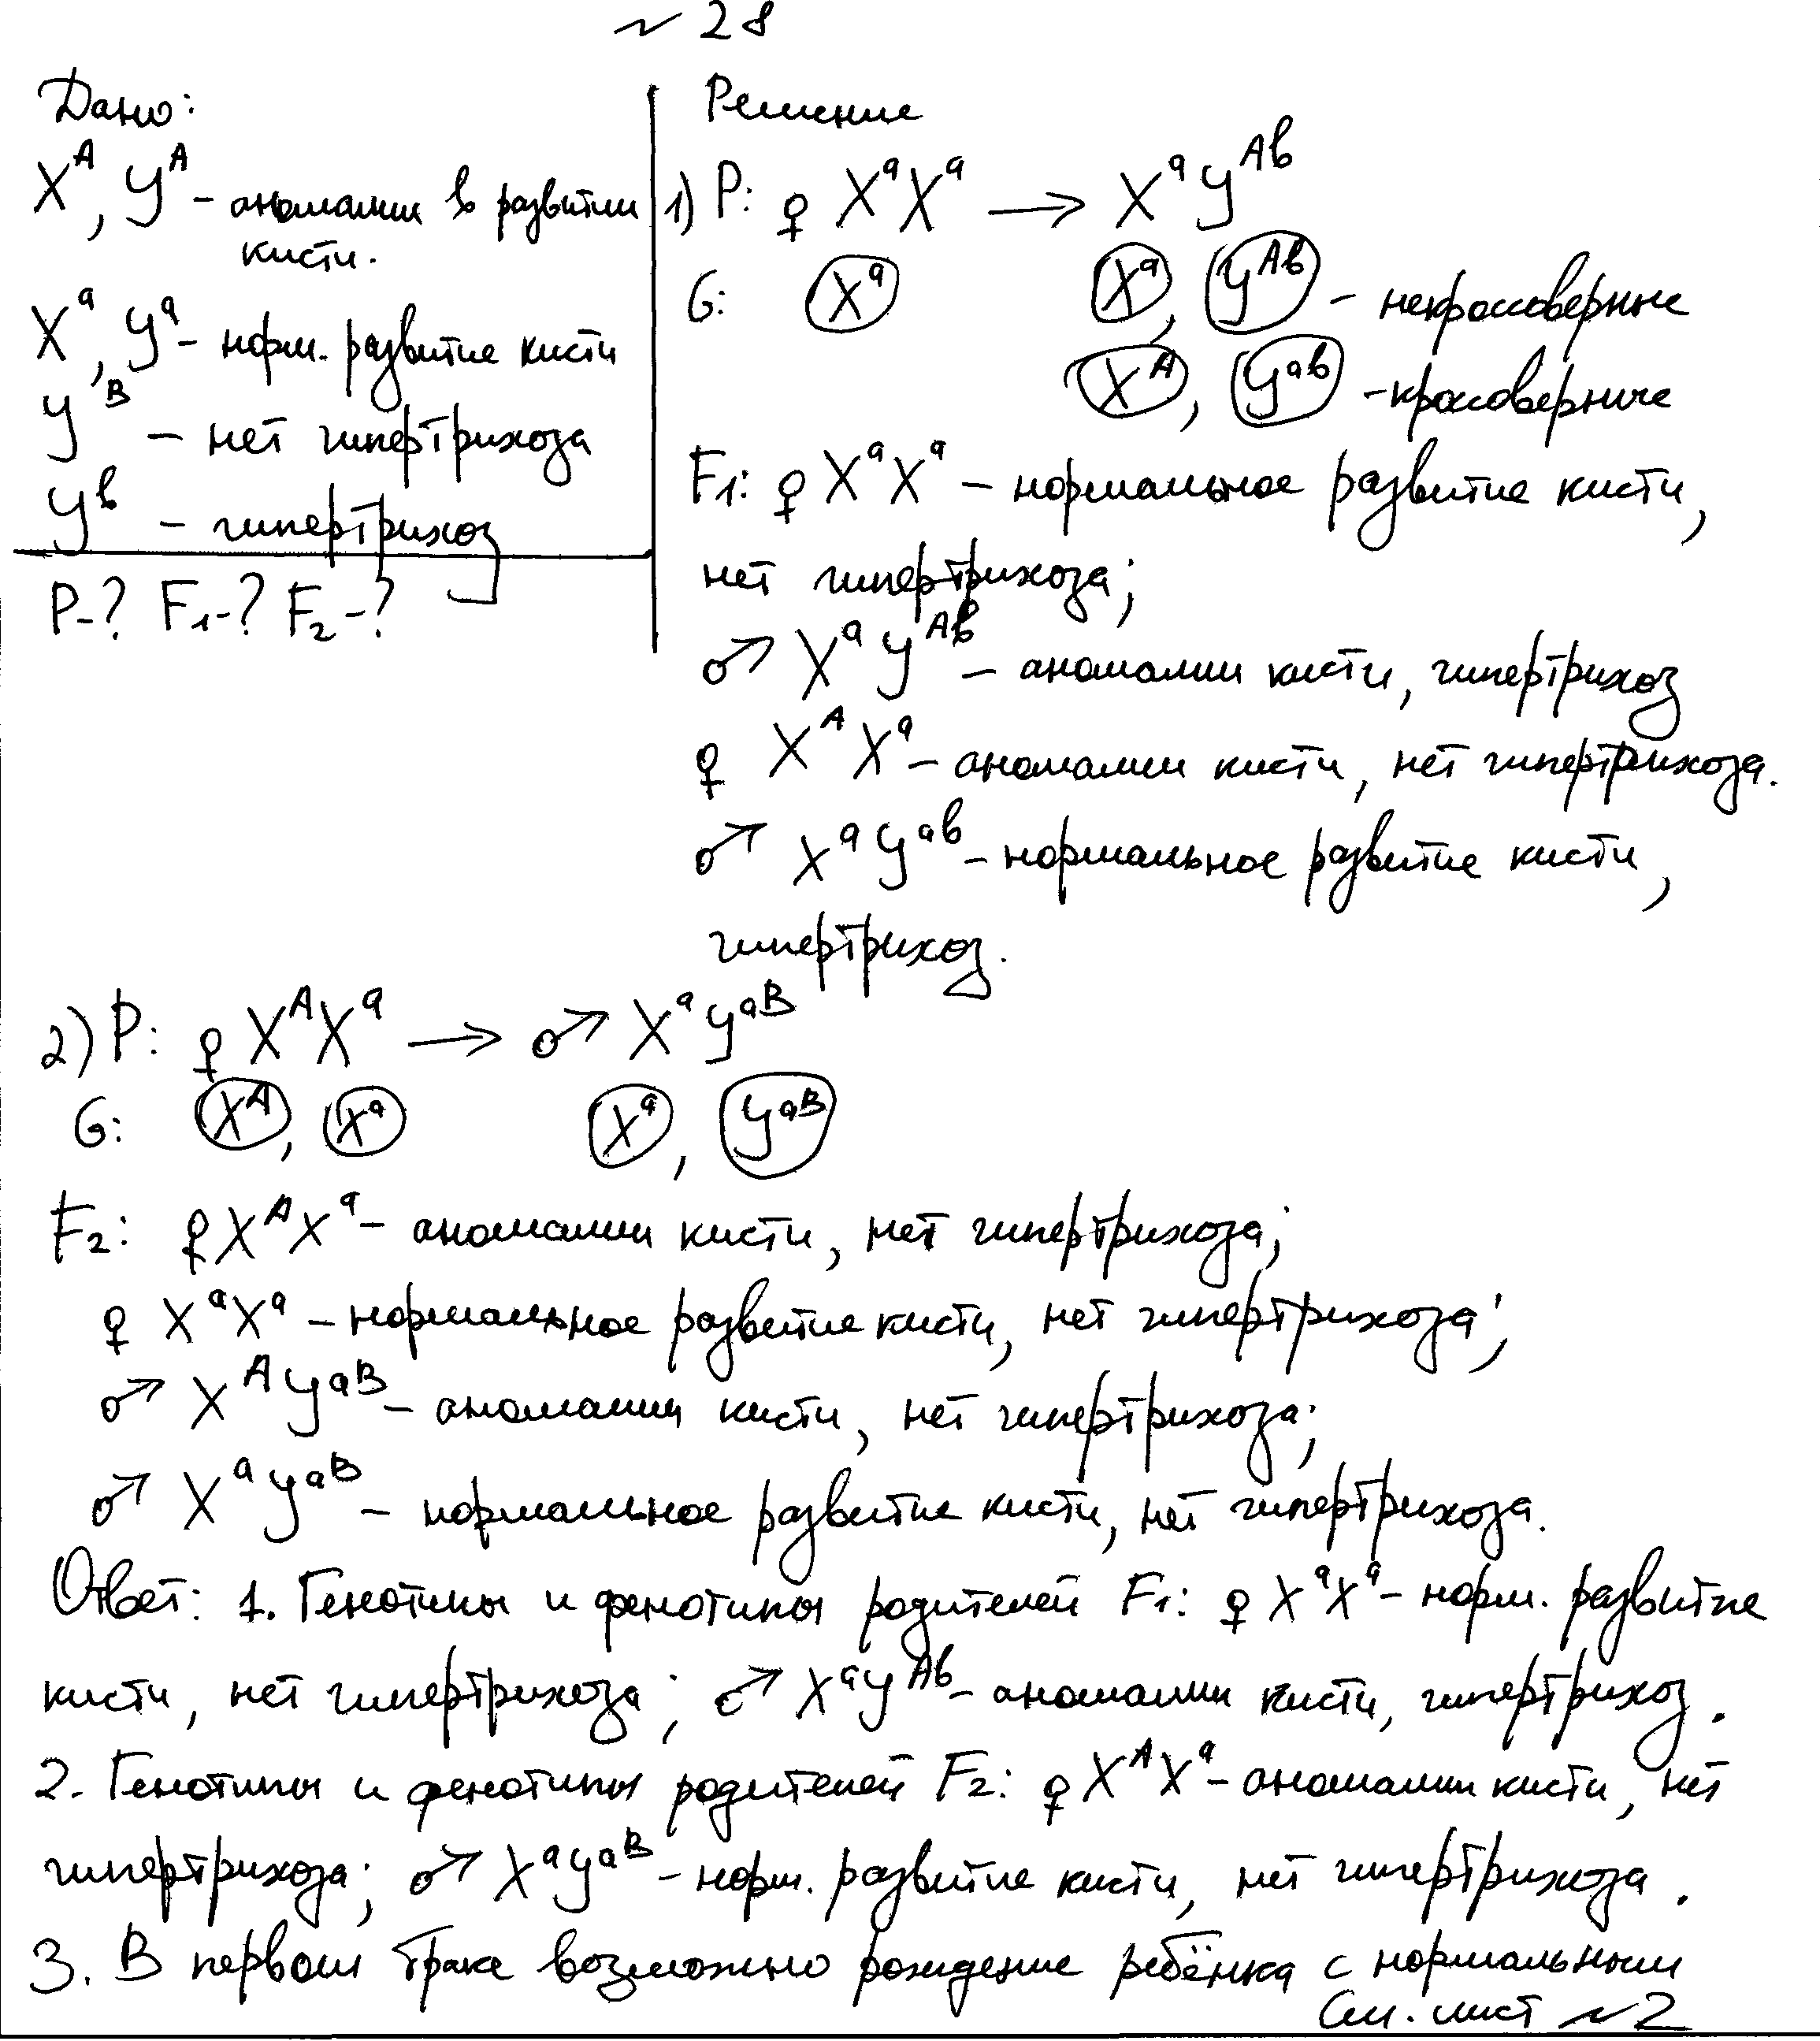 ~ 28
Дано:
X^A, Y^A - аномалии в развитии
кисти.
X^a, Y^a - норм. развитие кисти
Y^B - нет гипертрихоза
Y^b - гипертрихоз
P-? F1-? F2-?
Решение
1) P: ♀ X^aX^a → X^aY^Ab
G: X^a X^a, Y^Ab - некроссоверные
X^A, Y^ab - кроссоверные
F1: ♀ X^aX^a - нормальное развитие кисти,
нет гипертрихоза;
♂ X^aY^Ab - аномалии кисти, гипертрихоз
♀ X^AX^a - аномалии кисти, нет гипертрихоза.
♂ X^aY^ab - нормальное развитие кисти,
гипертрихоз.
2) P: ♀ X^AX^a → ♂ X^aY^aB
G: X^A, X^a X^a, Y^aB
F2: ♀ X^AX^a - аномалии кисти, нет гипертрихоза;
♀ X^aX^a - нормальное развитие кисти, нет гипертрихоза;
♂ X^AY^aB - аномалии кисти, нет гипертрихоза;
♂ X^aY^aB - нормальное развитие кисти, нет гипертрихоза.
Ответ: 1. Генотипы и фенотипы родителей F1: ♀ X^aX^a - норм. развитие
кисти, нет гипертрихоза; ♂ X^aY^Ab - аномалии кисти, гипертрихоз.
2. Генотипы и фенотипы родителей F2: ♀ X^AX^a - аномалии кисти, нет
гипертрихоза; ♂ X^aY^aB - норм. развитие кисти, нет гипертрихоза.
3. В первом браке возможно рождение ребёнка с нормальным
См. лист ~2